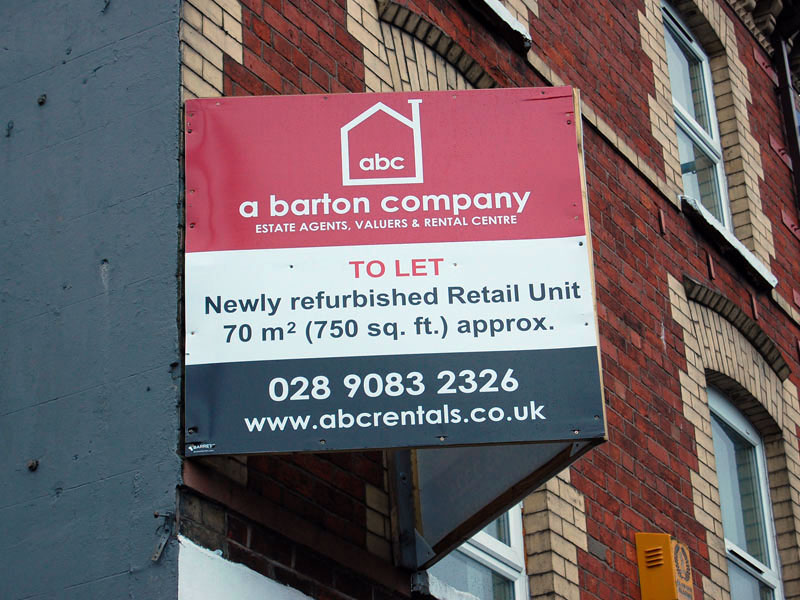 abc
a barton company
ESTATE AGENTS, VALUERS & RENTAL CENTRE
TO LET
Newly refurbished Retail Unit
70 m² (750 sq. ft.) approx.
028 9083 2326
www.abcrentals.co.uk
BARRET